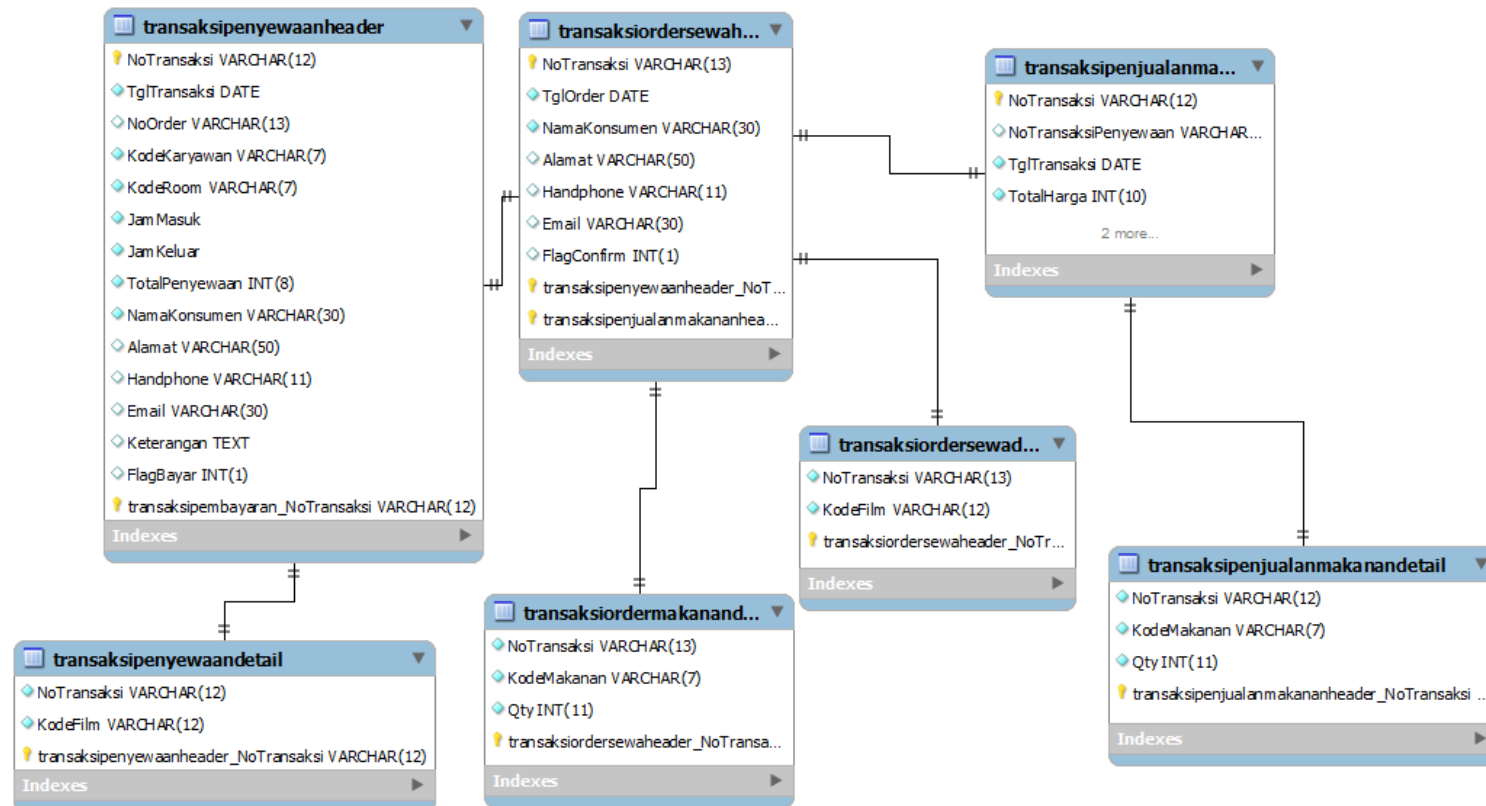 transaksipenyewaanheader
NoTransaksi VARCHAR(12)
TglTransaksi DATE
NoOrder VARCHAR(13)
KodeKaryawan VARCHAR(7)
KodeRoom VARCHAR(7)
JamMasuk
JamKeluar
TotalPenyewaan INT(8)
NamaKonsumen VARCHAR(30)
Alamat VARCHAR(50)
Handphone VARCHAR(11)
Email VARCHAR(30)
Keterangan TEXT
FlagBayar INT(1)
transaksipembayaran_NoTransaksi VARCHAR(12)
Indexes
transaksiordersewah...
NoTransaksi VARCHAR(13)
TglOrder DATE
NamaKonsumen VARCHAR(30)
Alamat VARCHAR(50)
Handphone VARCHAR(11)
Email VARCHAR(30)
FlagConfirm INT(1)
transaksipenyewaanheader_NoT...
transaksipenjualanmakananhea...
Indexes
transaksipenjualanma...
NoTransaksi VARCHAR(12)
NoTransaksiPenyewaan VARCHAR...
TglTransaksi DATE
TotalHarga INT(10)
2 more...
Indexes
transaksiordersewad...
NoTransaksi VARCHAR(13)
KodeFilm VARCHAR(12)
transaksiordersewaheader_NoTr...
Indexes
transaksipenjualanmakanandetail
NoTransaksi VARCHAR(12)
KodeMakanan VARCHAR(7)
Qty INT(11)
transaksipenjualanmakananheader_NoTransaksi ...
Indexes
transaksiordermakanand...
NoTransaksi VARCHAR(13)
KodeMakanan VARCHAR(7)
Qty INT(11)
transaksiordersewaheader_NoTransa...
Indexes
transaksipenyewaandetail
NoTransaksi VARCHAR(12)
KodeFilm VARCHAR(12)
transaksipenyewaanheader_NoTransaksi VARCHAR(12)
Indexes